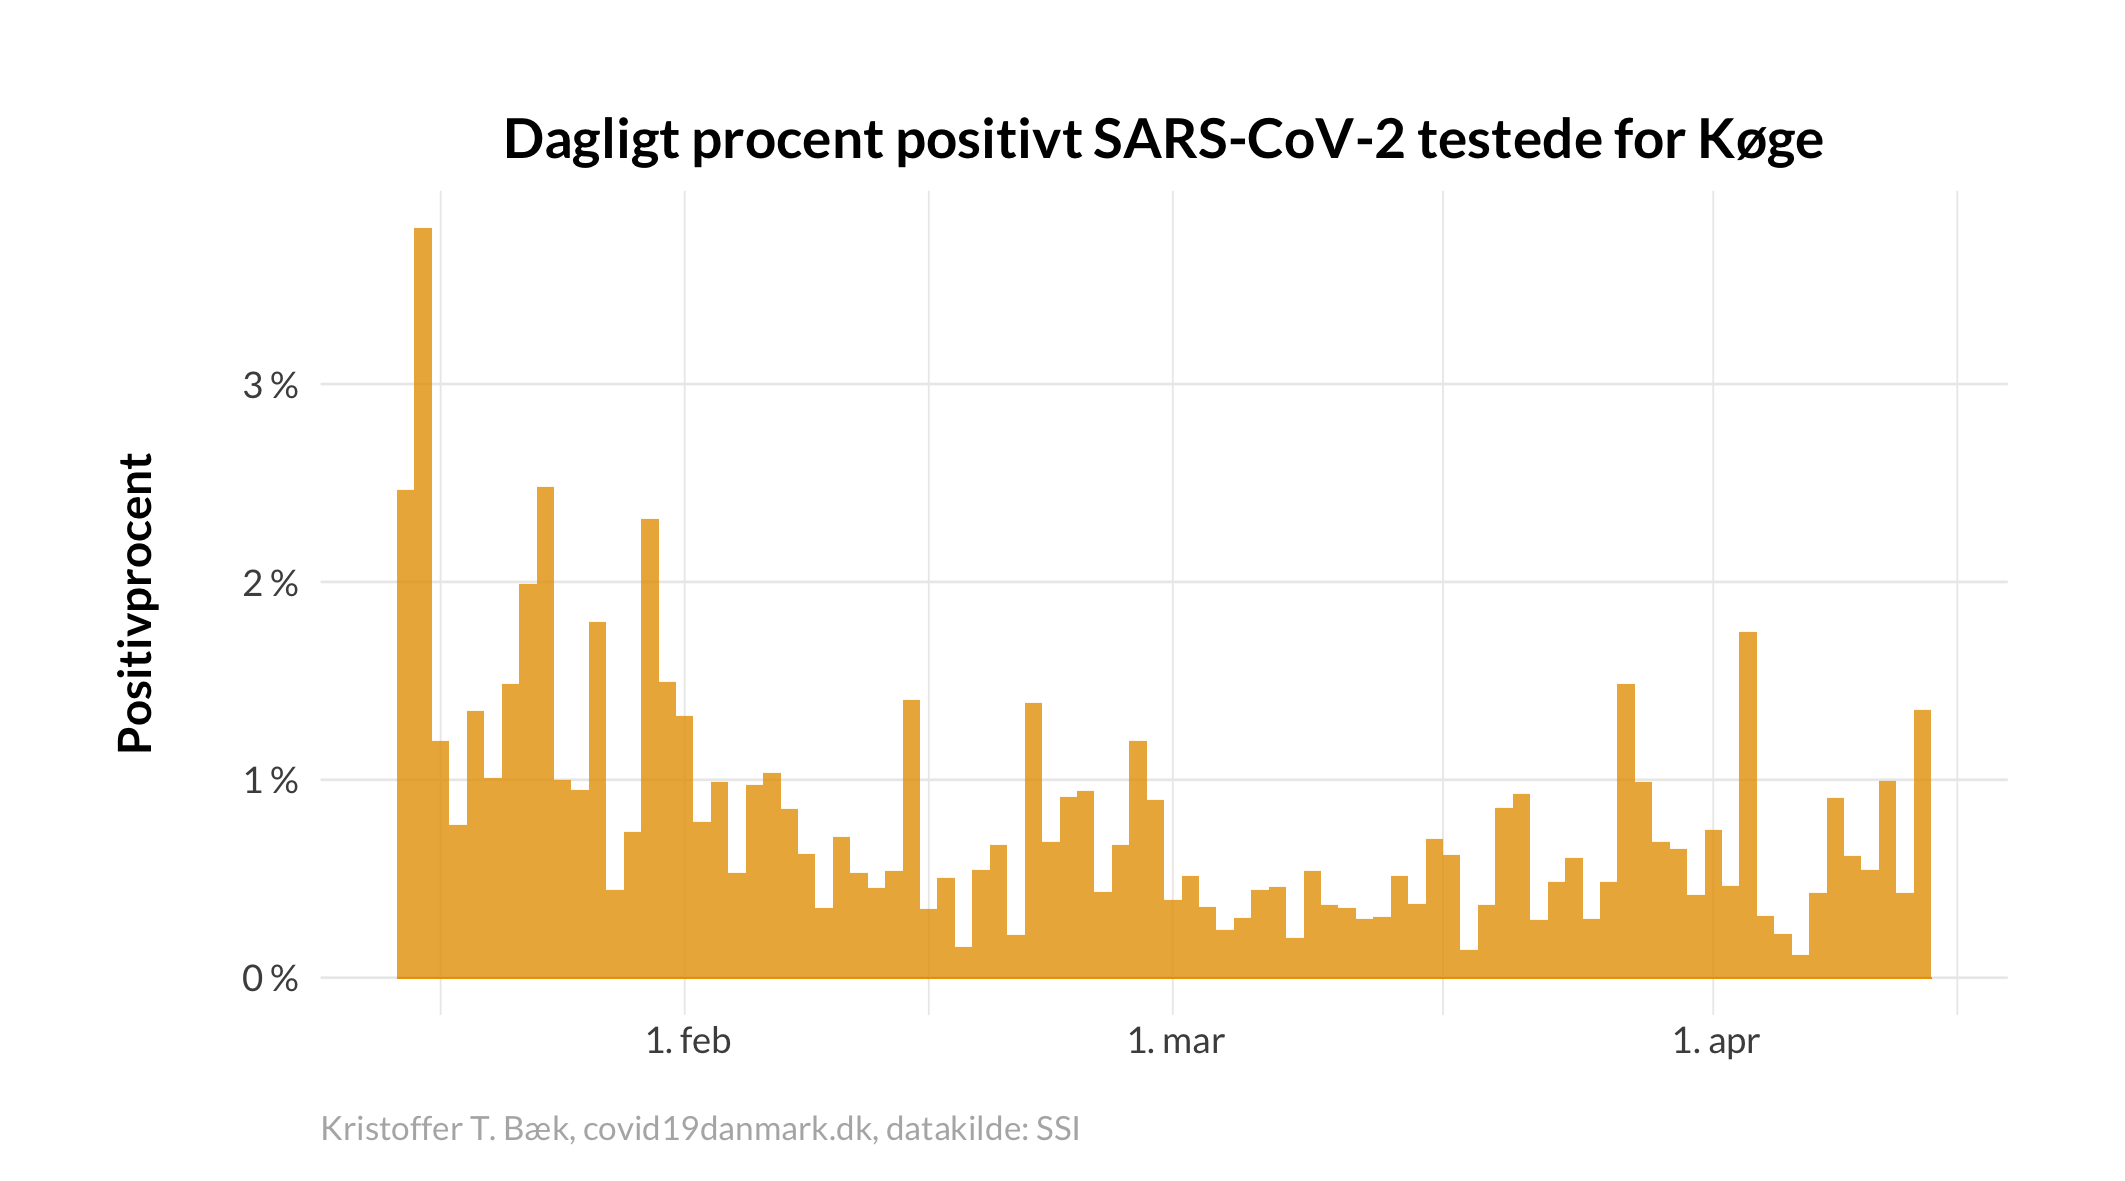 Dagligt procent positivt SARS-CoV-2 testede for Køge
Positivprocent
3 %
2 %
1 %
0 %
1. feb
1. mar
1. apr
Kristoffer T. Bæk, covid19danmark.dk, datakilde: SSI